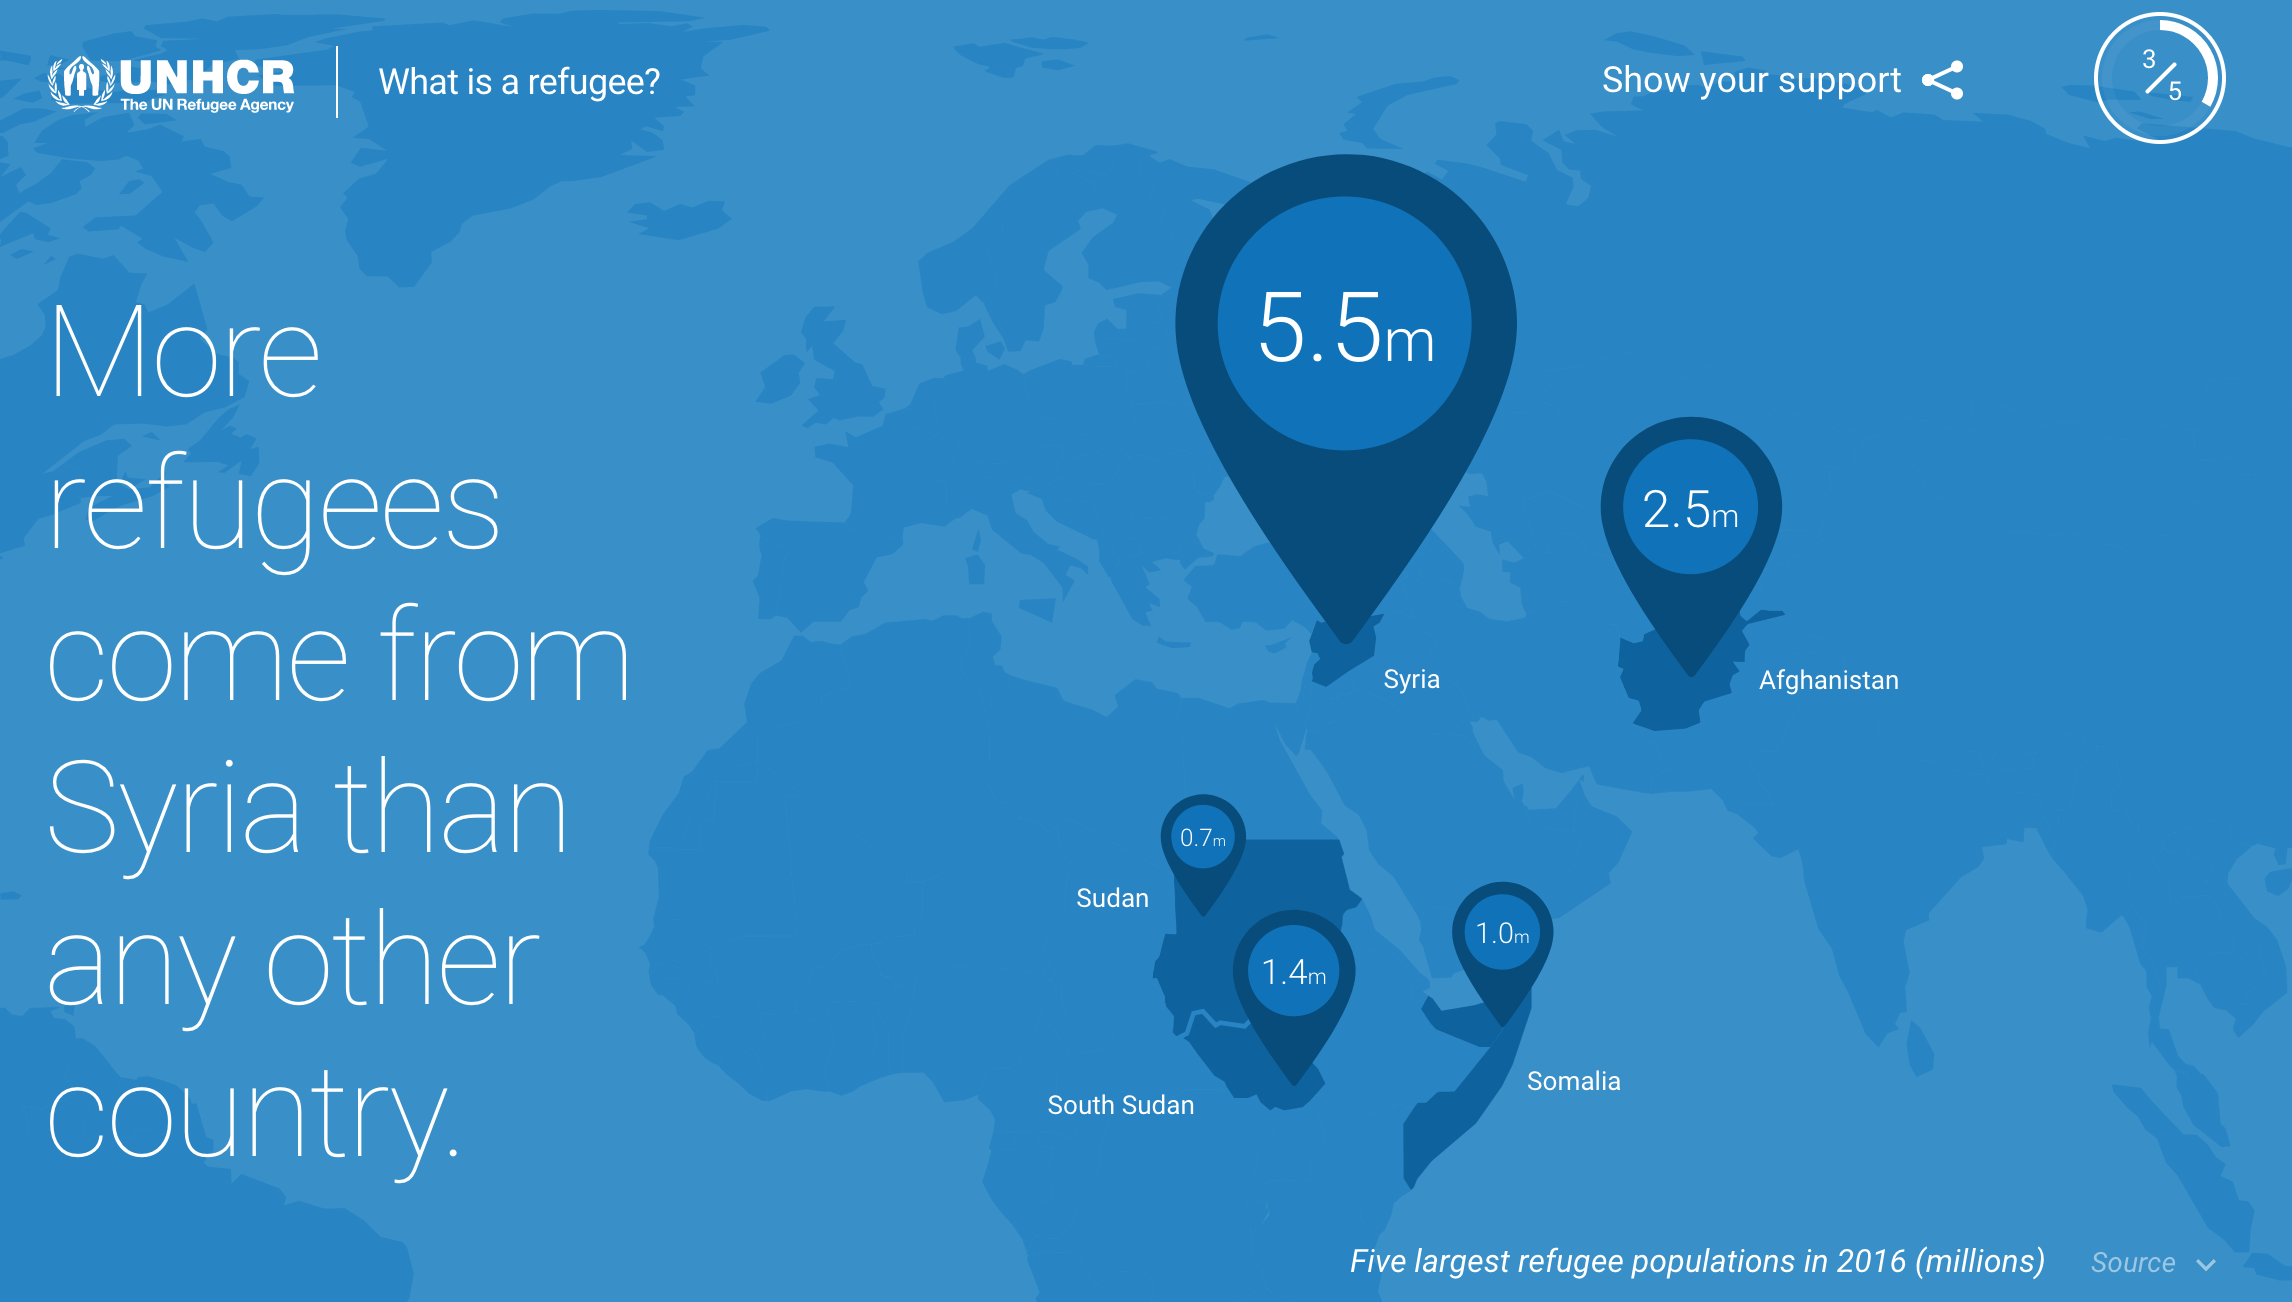 UNHCR
The UN Refugee Agency
What is a refugee?
Show your support
3/5
More
refugees
come from
Syria than
any other
country.
5.5m
Syria
2.5m
Afghanistan
0.7m
Sudan
1.4m
South Sudan
1.0m
Somalia
Five largest refugee populations in 2016 (millions)
Source